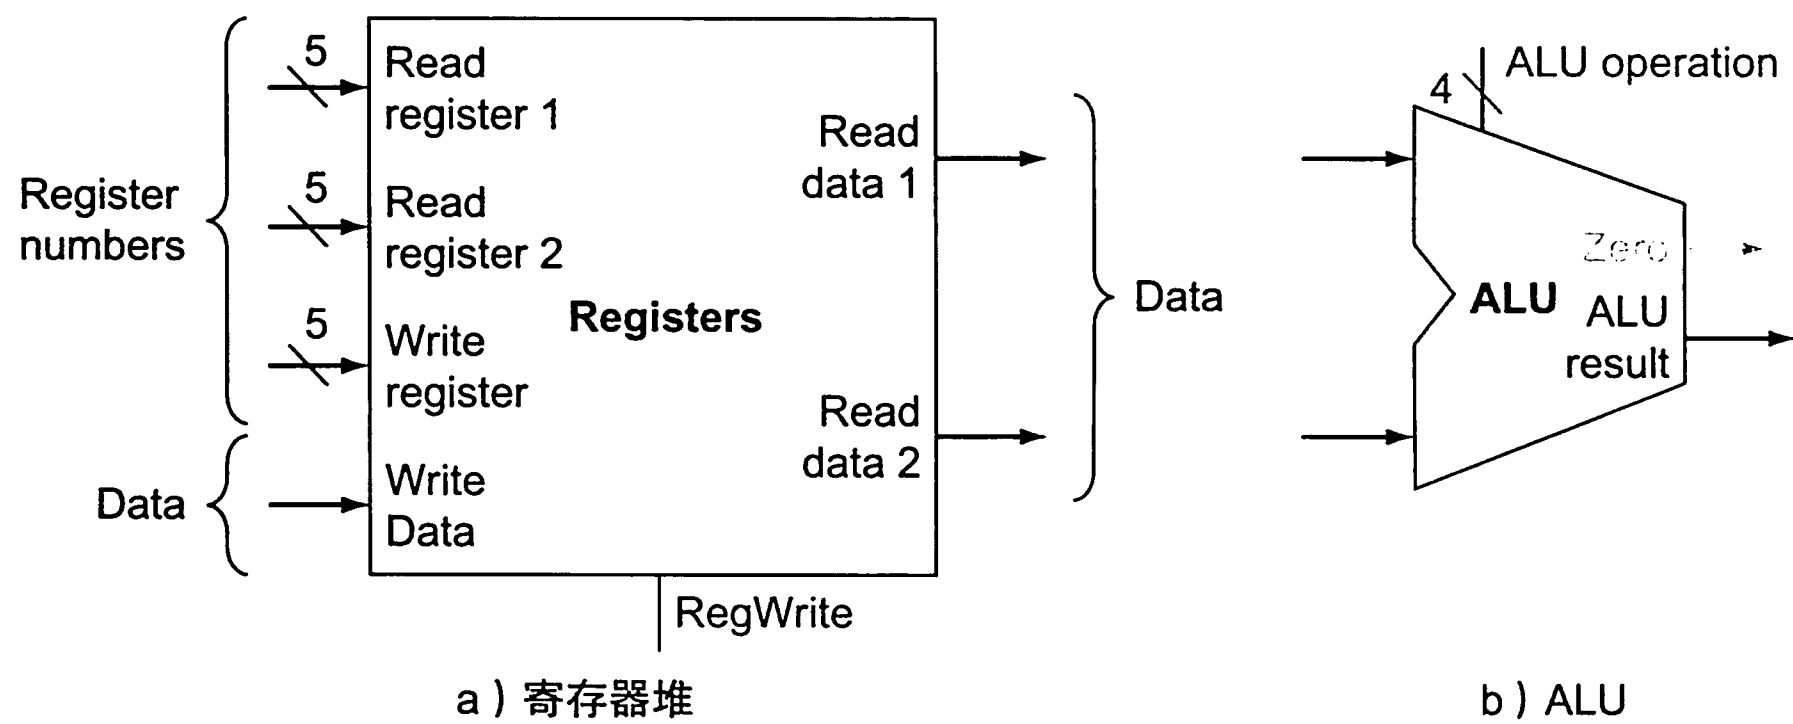 Register
numbers
Data
5
5
5
Read
register 1
Read
register 2
Write
register
Write
Data
Registers
Read
data 1
Read
data 2
RegWrite
Data
a）寄存器堆
4
ALU operation
Zero
ALU
ALU
result
b）ALU